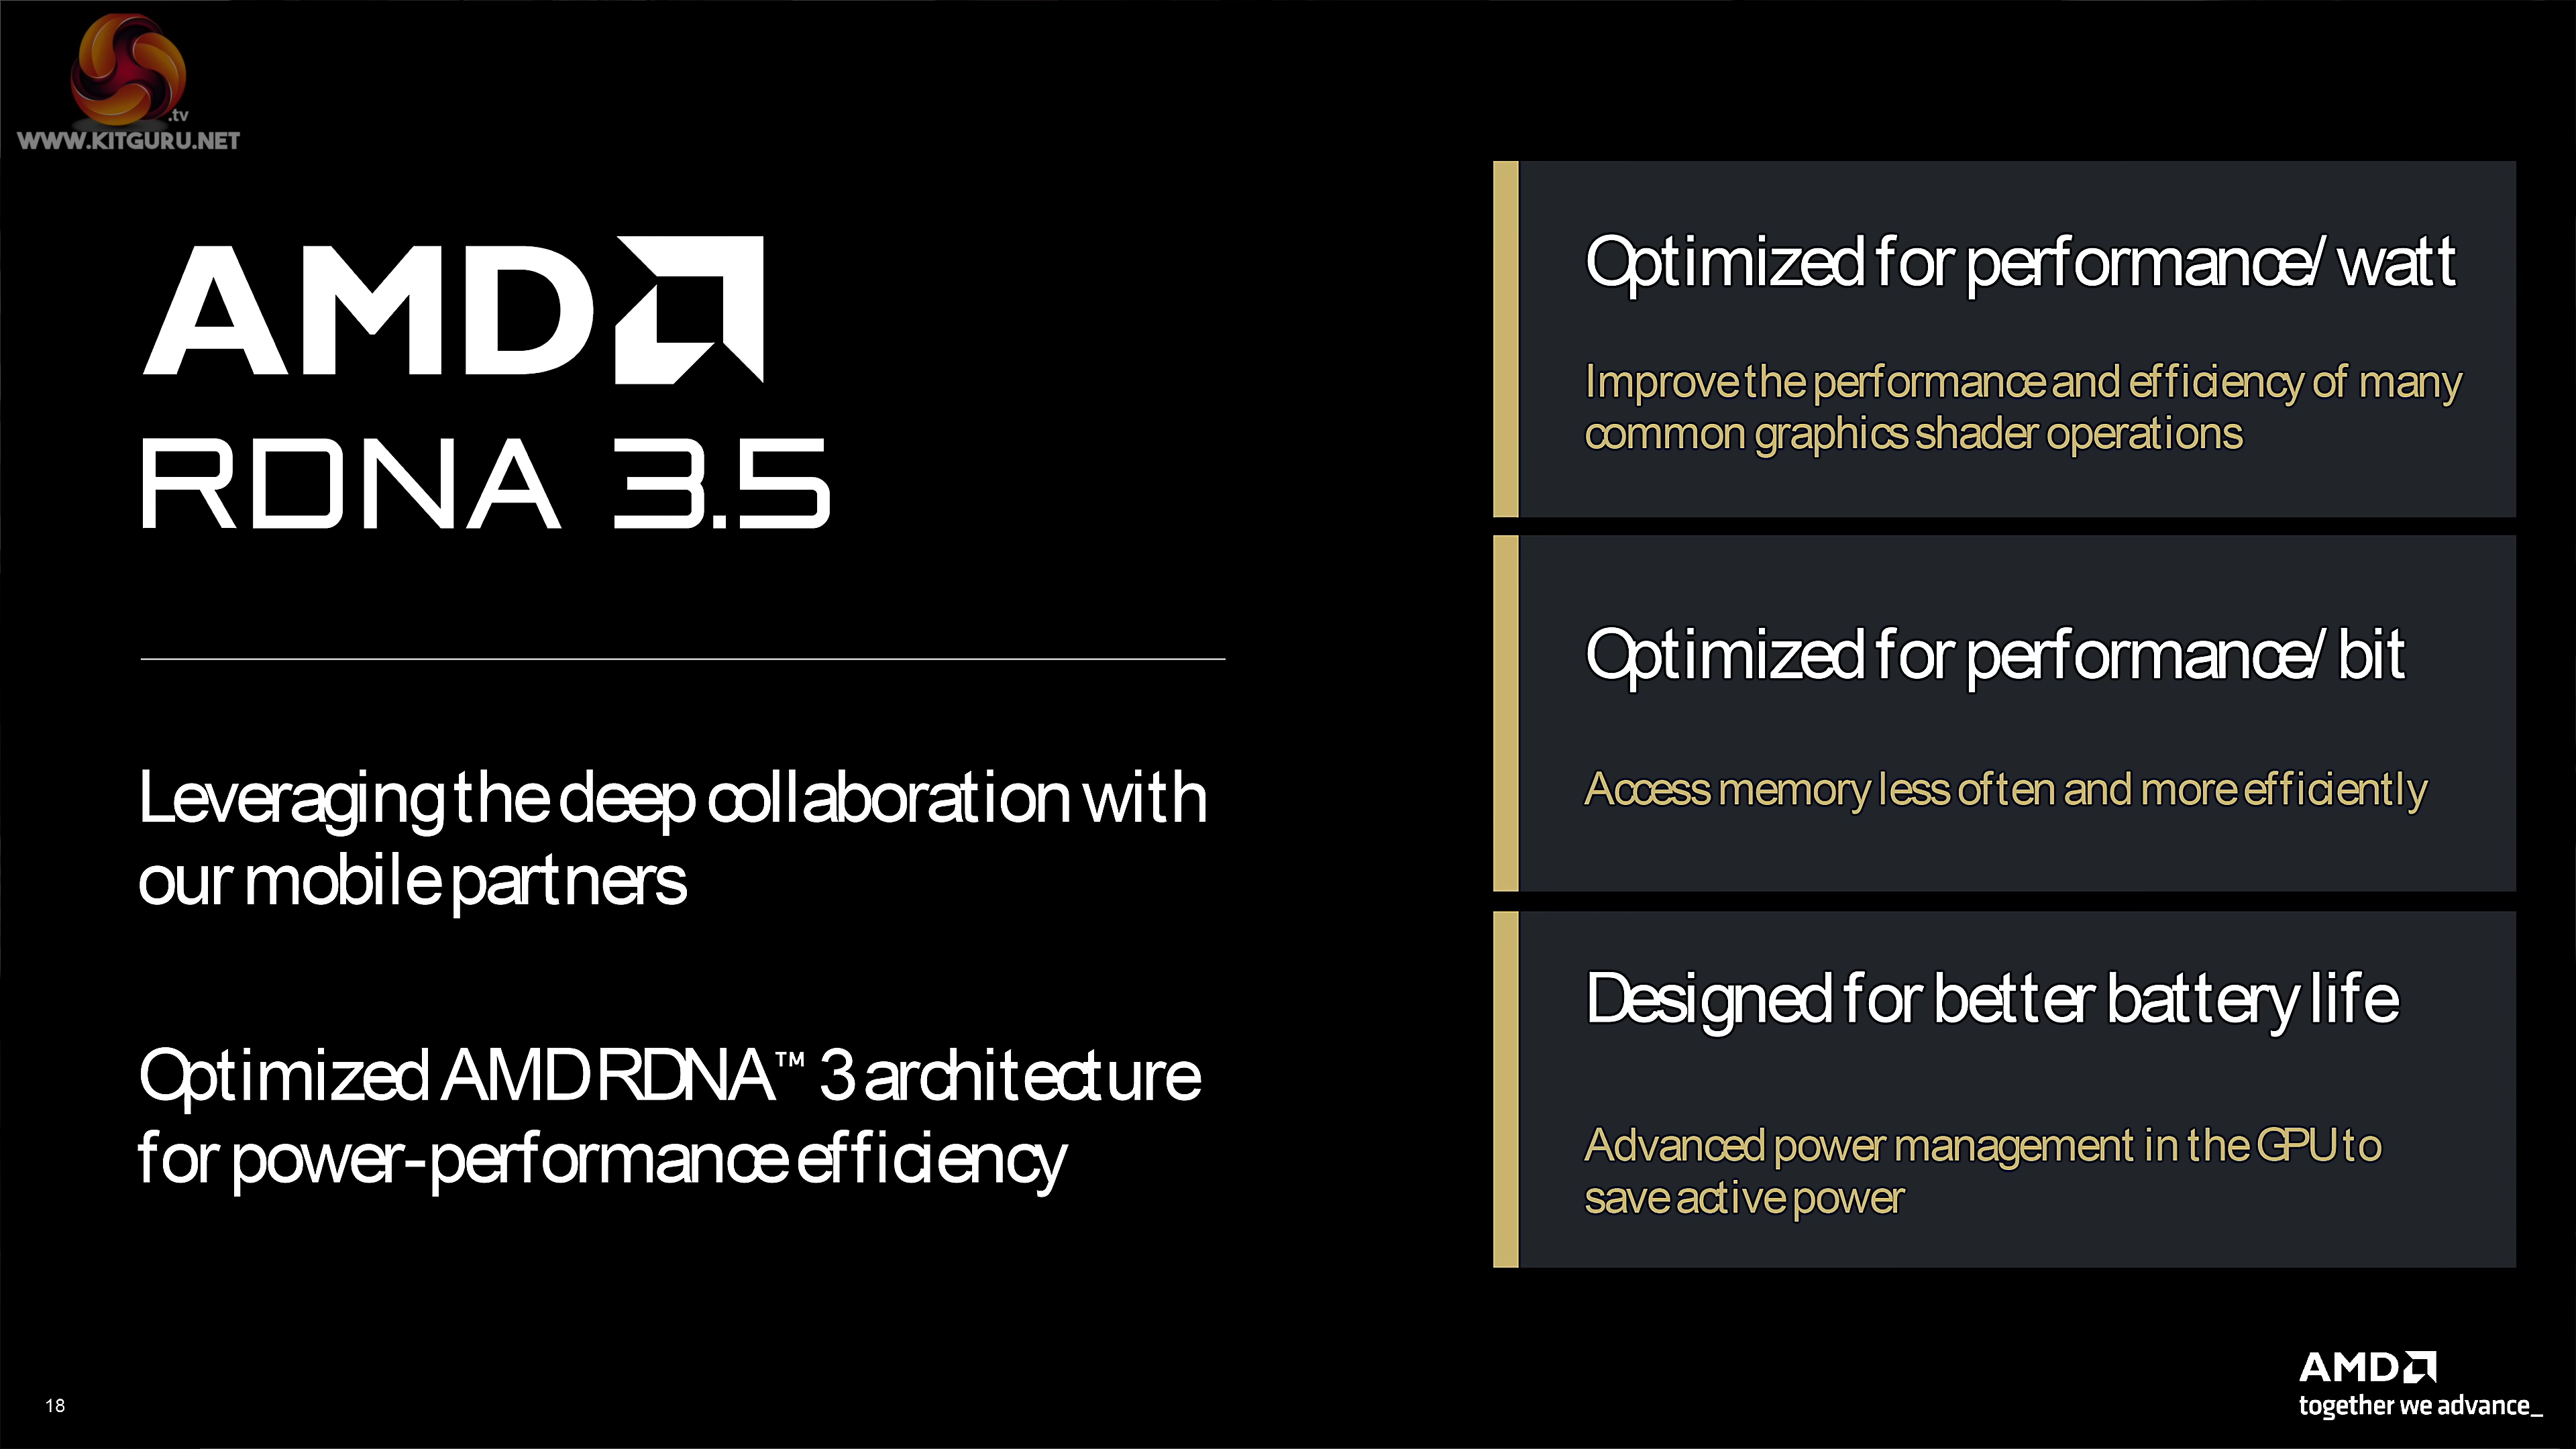 .tv
WWW.KITGURU.NET
AMD
RDNA 3.5
Leveraging the deep collaboration with
our mobile partners
Optimized AMD RDNA™ 3 architecture
for power-performance efficiency
Optimized for performance/ watt
Improve the performance and efficiency of many
common graphics shader operations
Optimized for performance/ bit
Access memory less often and more efficiently
Designed for better battery life
Advanced power management in the GPU to
save active power
18
AMD
together we advance_